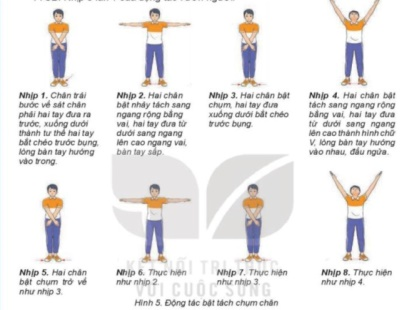 Nhịp 1. Chân trái
bước về sát chân
phải hai tay đưa ra
trước, xuống dưới
thành tư thế hai tay
bắt chéo trước bụng,
lòng bàn tay hướng
vào trong.
Nhịp 2. Hai chân
bật nhảy tách sang
ngang rộng bằng
vai, hai tay đưa từ
dưới sang ngang
lên cao ngang vai,
bàn tay sấp.
Nhịp 3. Hai chân bật
chụm, hai tay đưa
xuống dưới bắt chéo
trước bụng.
Nhịp 4. Hai chân bật
tách sang ngang rộng
bằng vai, hai tay đưa
từ dưới sang ngang
lên cao thành hình chữ
V, lòng bàn tay hướng
vào nhau, đầu ngửa.
Nhịp 5. Hai chân
bật chụm trở về
như nhịp 3.
Nhịp 6. Thực hiện
như nhịp 2.
Nhịp 7. Thực hiện
như nhịp 3.
Nhịp 8. Thực hiện
như nhịp 4.
KẾT NỐI TRI THỨC
VỚI CUỘC SỐNG
Hình 5. Động tác bật tách chụm chân